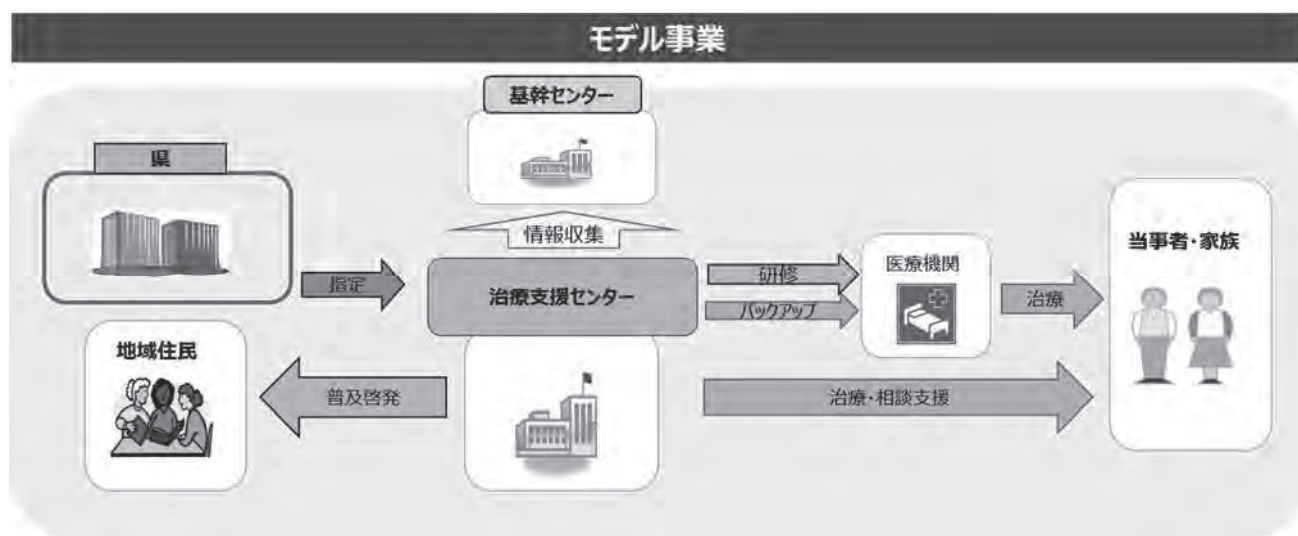 モデル事業
基幹センター
県
情報収集
指定
治療支援センター
研修
バックアップ
医療機関
治療
当事者・家族
地域住民
普及啓発
治療・相談支援